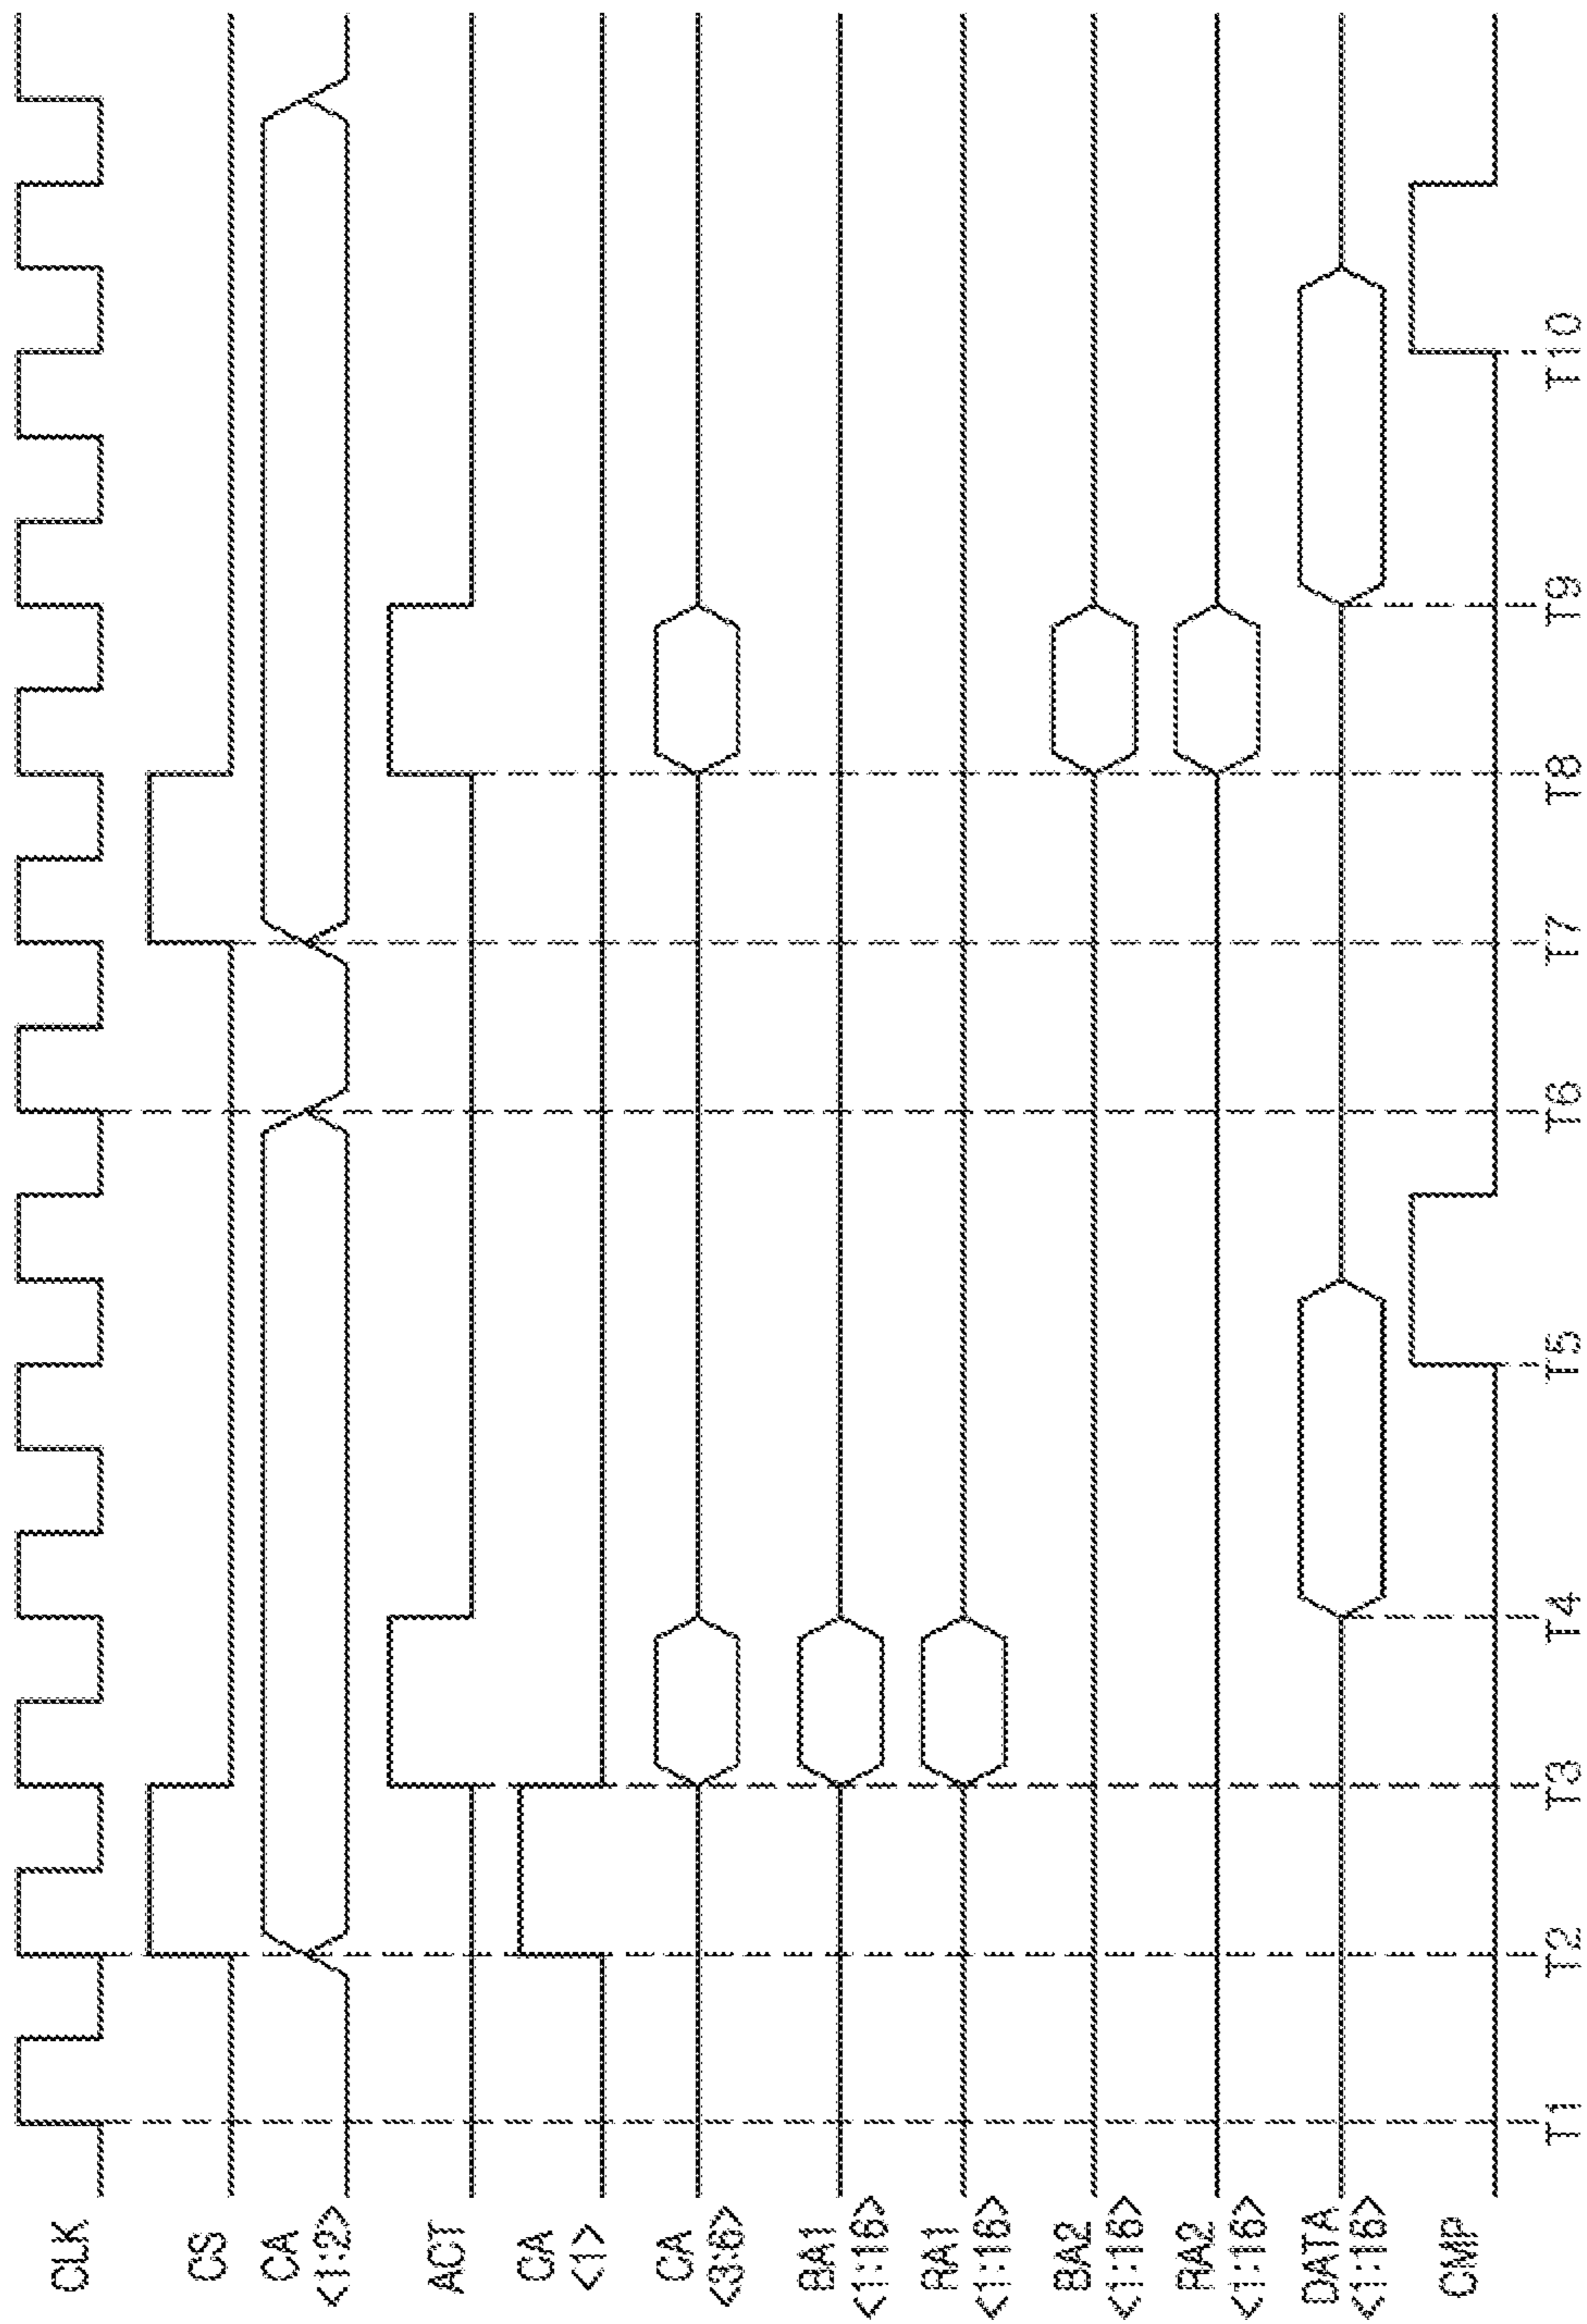 CLK
CS
CA
<1:2>
ACT
CA
<1>
CA
<3:6>
BA1
<1:16>
RA1
<1:16>
BA2
<1:16>
RA2
<1:16>
DATA
<1:16>
CMP
T1
T2
T3
T4
T5
T6
T7
T8
T9
T10